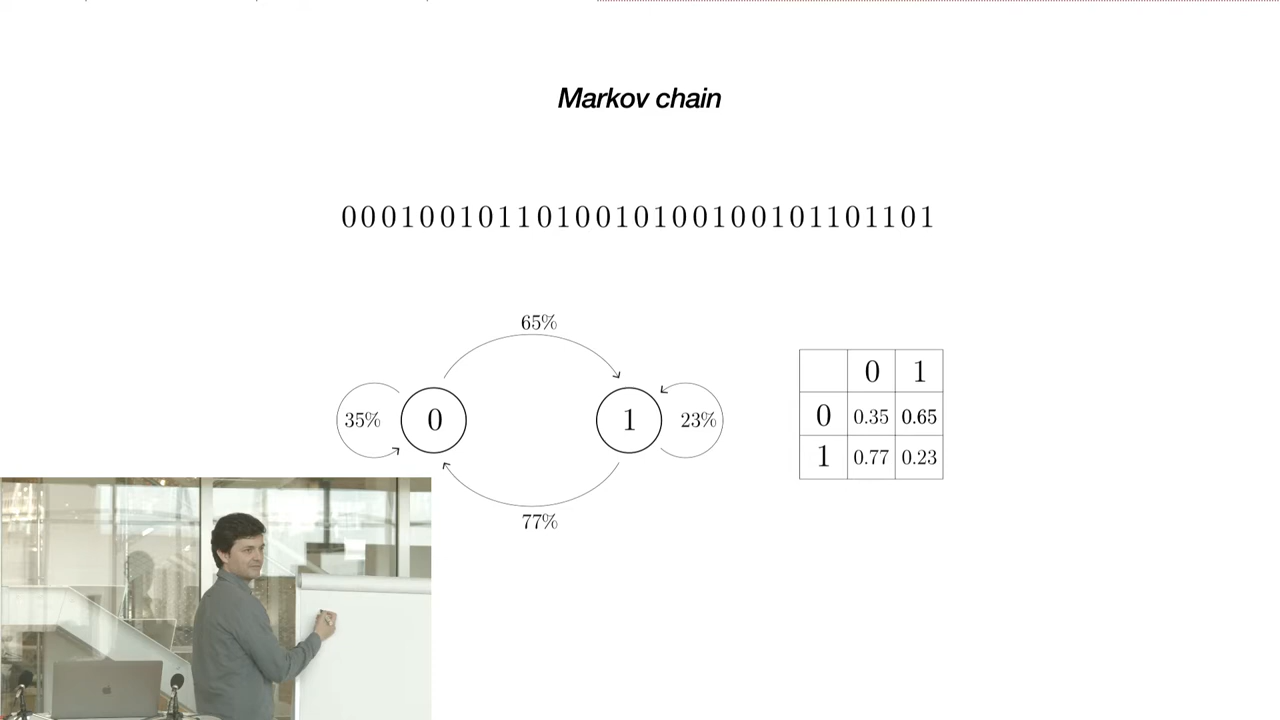 Markov chain
0001001011010010100100101101101
65%
35% 0 1 23%
77%
0 1
0 0.35 0.65
1 0.77 0.23